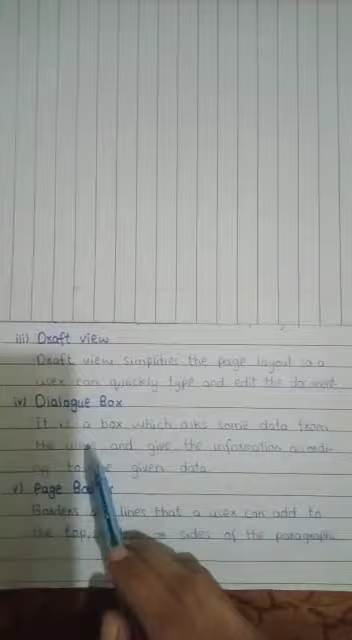 iii) Draft view
Draft view simplifies the page layout so a
user can quickly type and edit the document.
iv) Dialogue Box
It is a box which asks some data from
the user and give the information accordi-
ng to the given data.
v) Page
Borders lines that a user can add to
the top, sides of the paragraph.